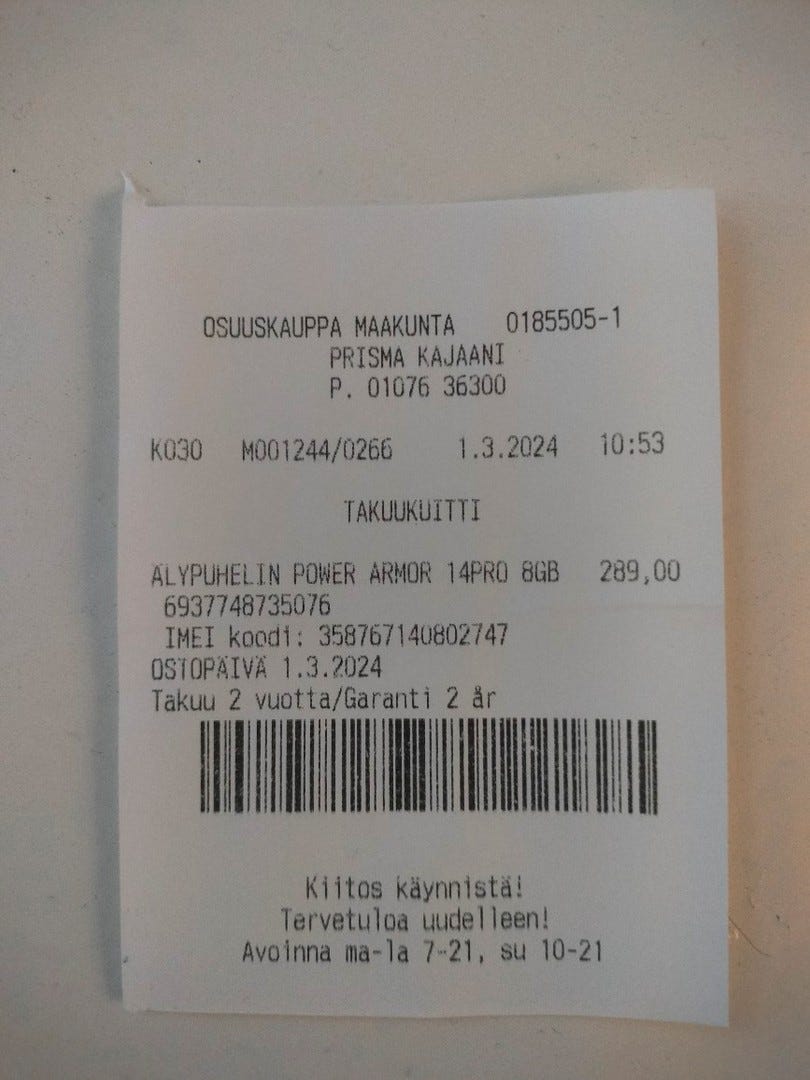 OSUUSKAUPPA MAAKUNTA 0185505-1
PRISMA KAJAANI
P. 01076 36300
K030 M001244/0266 1.3.2024 10:53
TAKUUKUITTI
ÄLYPUHELIN POWER ARMOR 14PRO 8GB 289,00
6937748735076
IMEI koodi: 358767140802747
OSTOPÄIVÄ 1.3.2024
Takuu 2 vuotta/Garanti 2 år
Kiitos käynnistä!
Tervetuloa uudelleen!
Avoinna ma-la 7-21, su 10-21